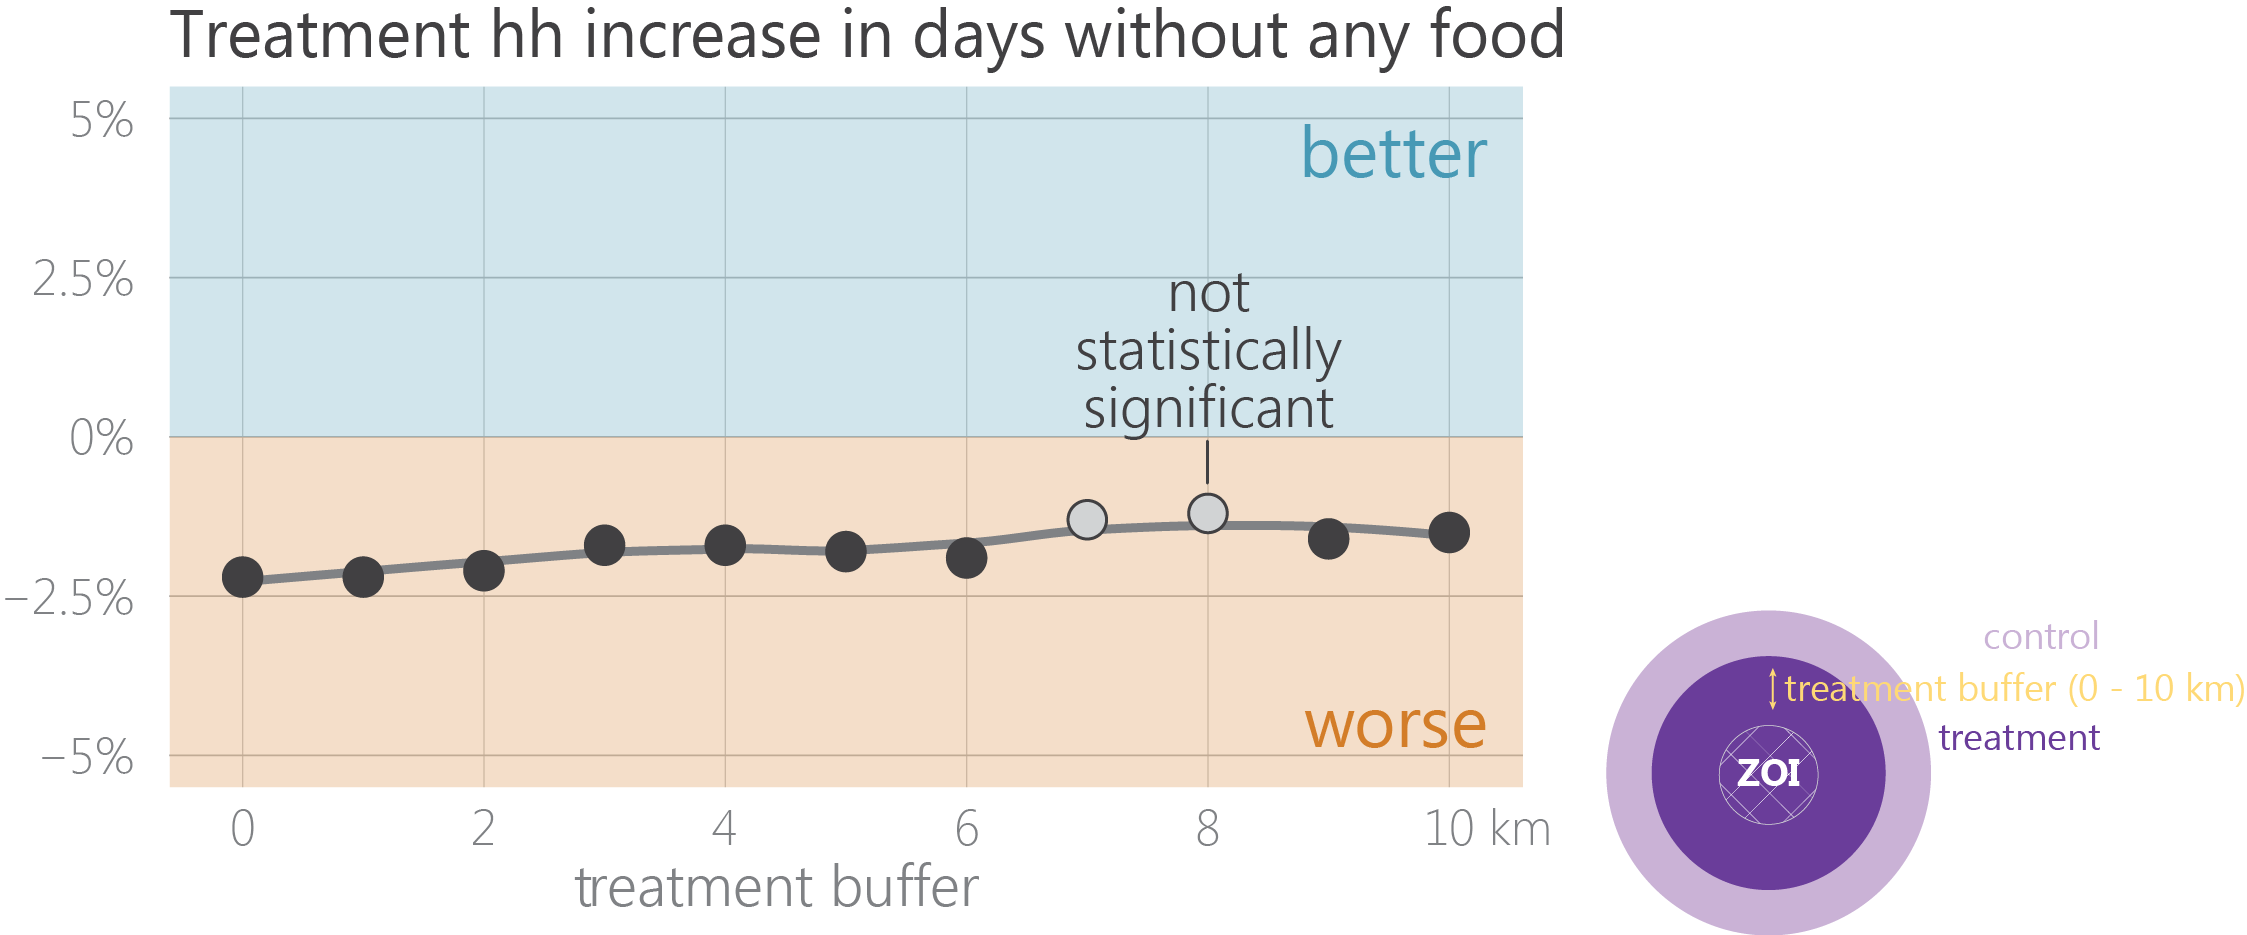 Treatment hh increase in days without any food
5%
better
2.5%
not
statistically
significant
0%
−2.5%
worse
−5%
0
2
4
6
8
10 km
treatment buffer
control
treatment buffer (0 - 10 km)
treatment
ZOI